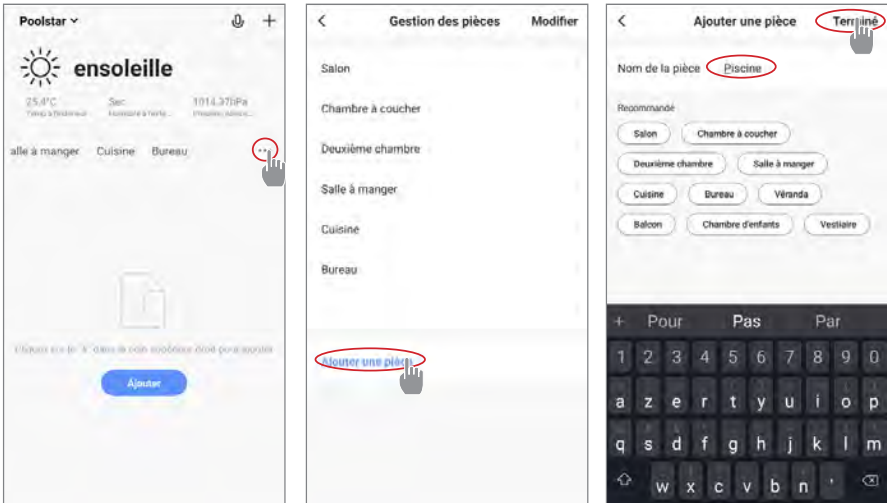 Poolstar
ensoleille
25.4°C Sec 1014.37hPa
alle à manger Cuisine Bureau ...
Ajouter
Gestion des pièces Modifier
Salon
Chambre à coucher
Deuxième chambre
Salle à manger
Cuisine
Bureau
Ajouter une pièce
Ajouter une pièce Terminé
Nom de la pièce Piscine
Recommandé
Salon Chambre à coucher
Deuxième chambre Salle à manger
Cuisine Bureau Véranda
Balcon Chambre d'enfants Vestiaire
+ Pour Pas Par
1 2 3 4 5 6 7 8 9 0
a z e r t y u i o p
q s d f g h j k l m
w x c v b n '